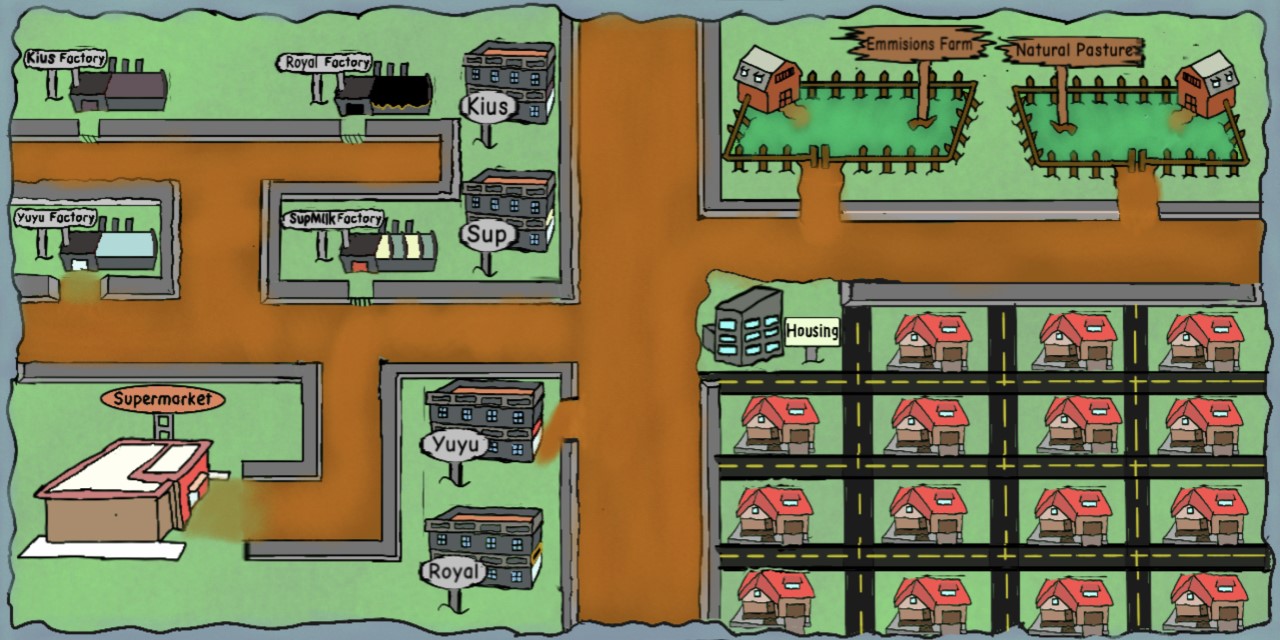 Kius Factory
Royal Factory
Kius
Emmisions Farm
Natural Pasture
Yuyu Factory
SupMilk Factory
Sup
Housing
Supermarket
Yuyu
Royal